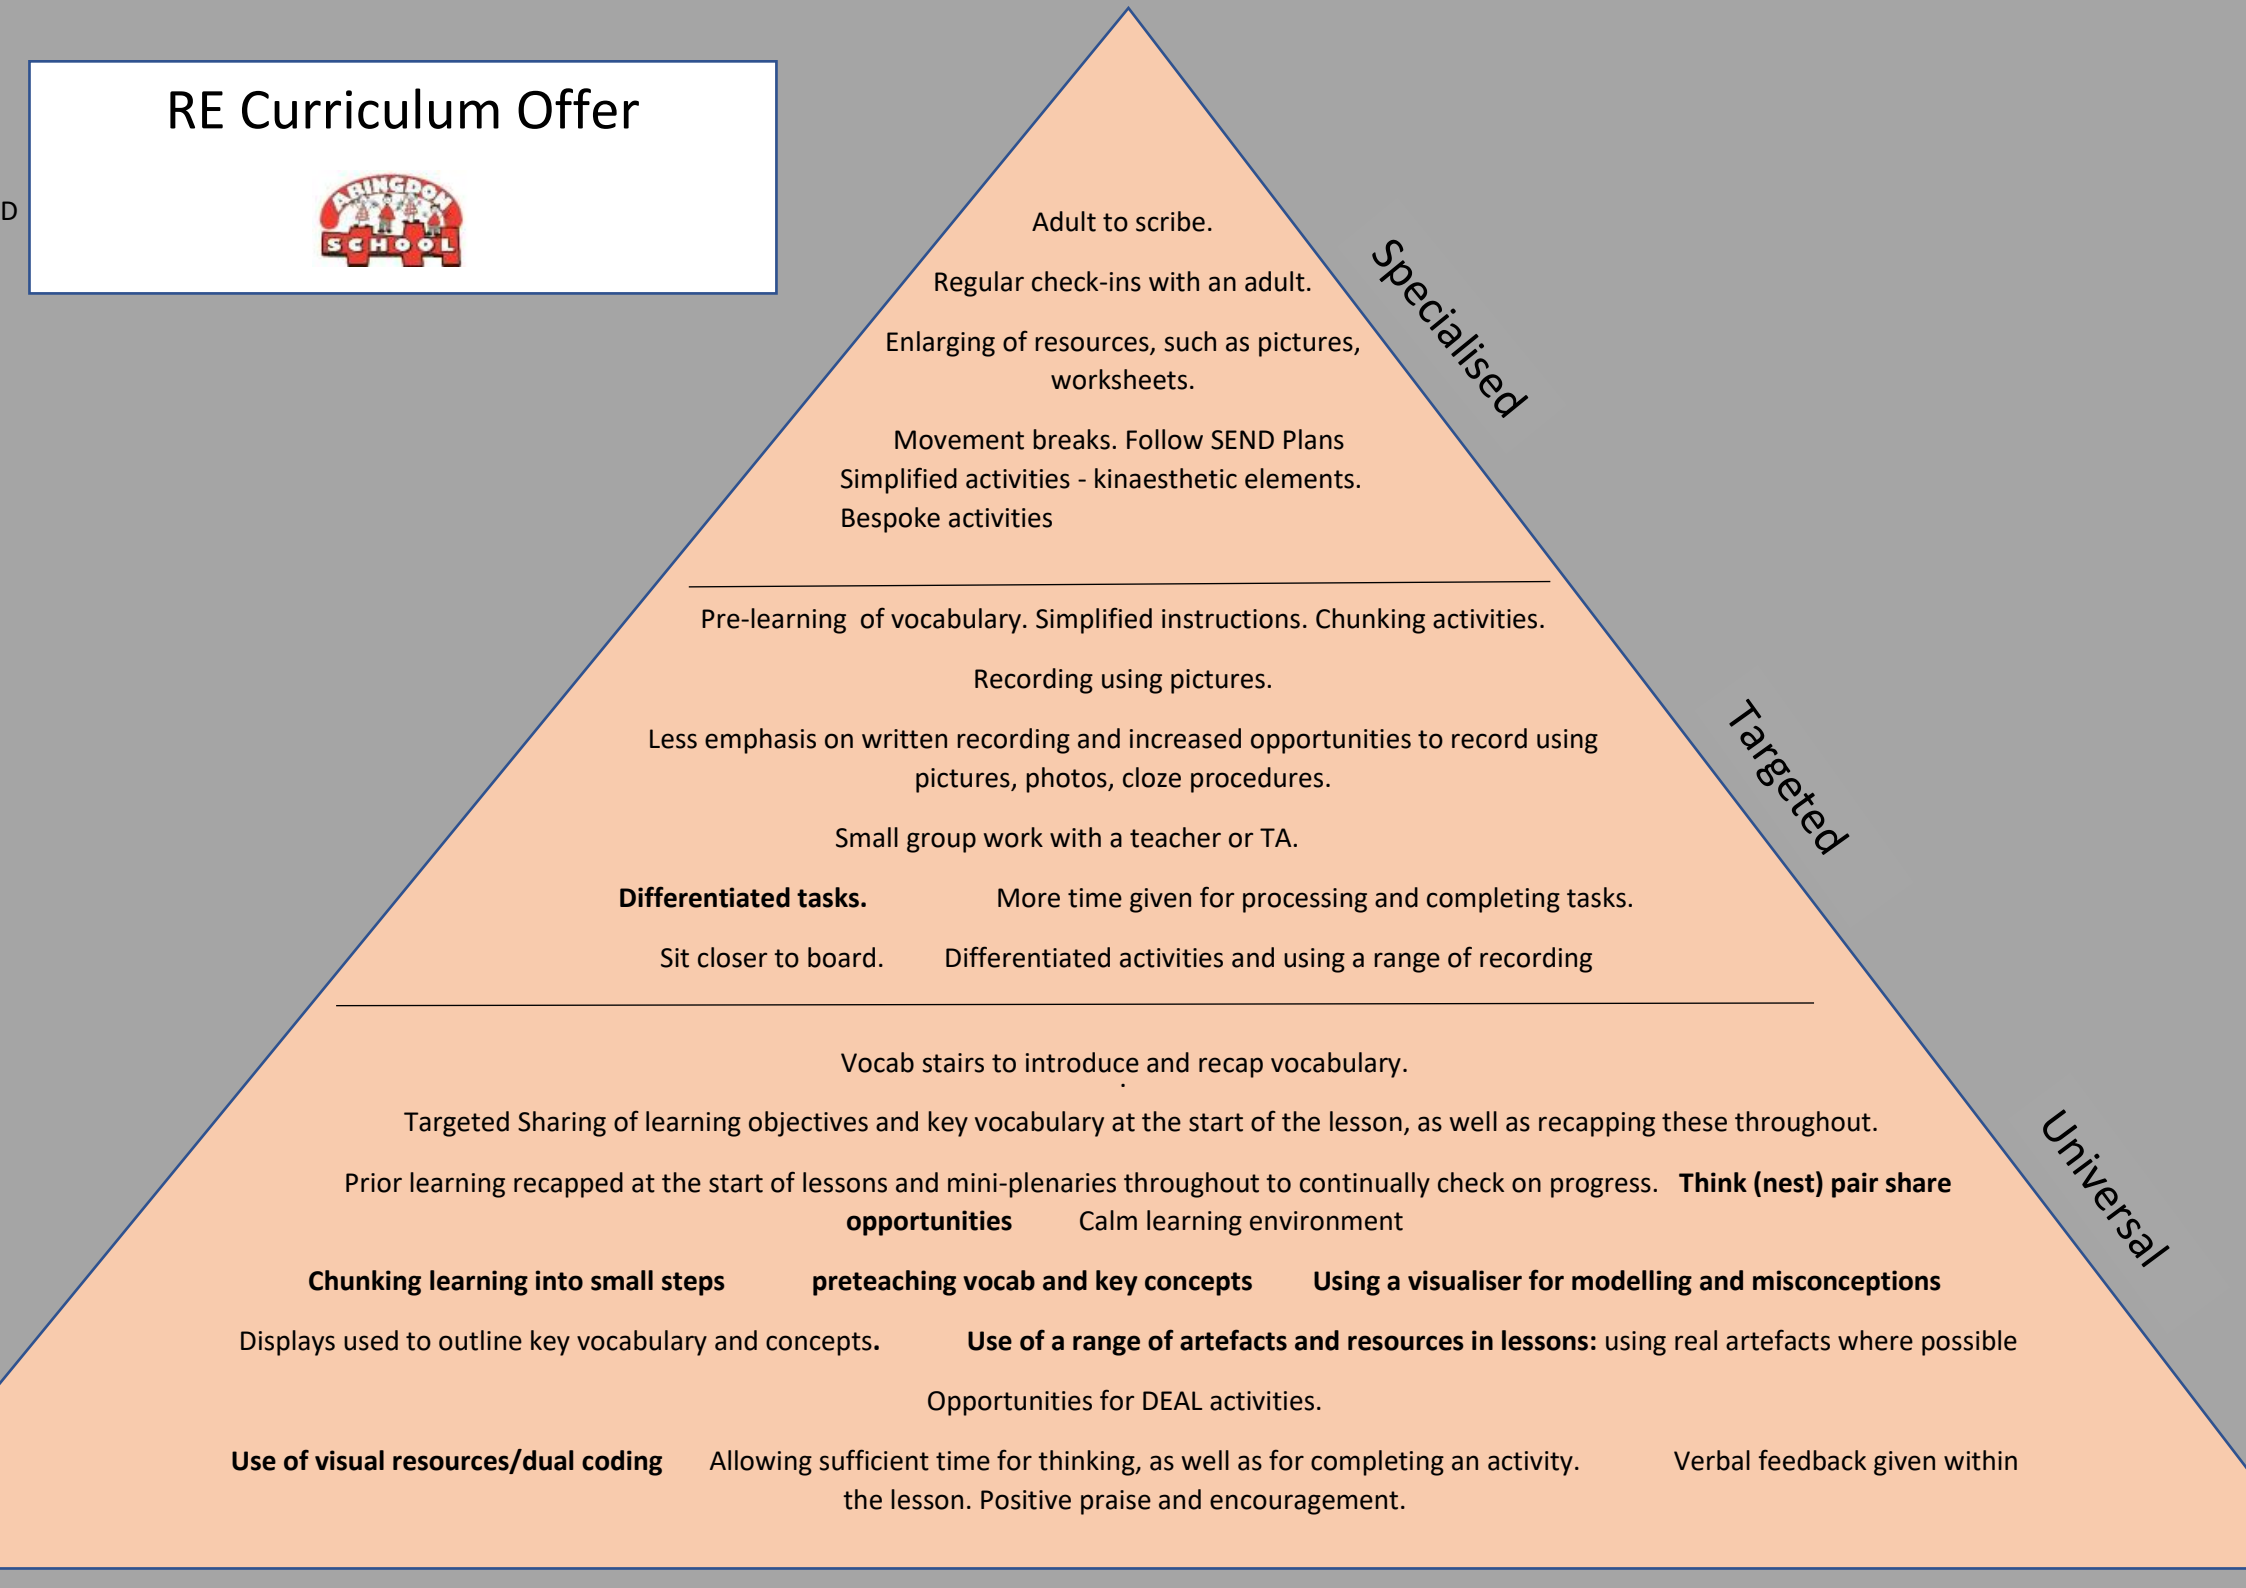 RE Curriculum Offer
ABINGDON
SCHOOL
D
Adult to scribe.
Regular check-ins with an adult.
Enlarging of resources, such as pictures,
worksheets.
Movement breaks. Follow SEND Plans
Simplified activities - kinaesthetic elements.
Bespoke activities
Specialised
Pre-learning  of vocabulary. Simplified instructions. Chunking activities.
Recording using pictures.
Less emphasis on written recording and increased opportunities to record using
pictures, photos, cloze procedures.
Small group work with a teacher or TA.
Differentiated tasks. More time given for processing and completing tasks.
Sit closer to board. Differentiated activities and using a range of recording
Targeted
Vocab stairs to introduce and recap vocabulary.
.
Targeted Sharing of learning objectives and key vocabulary at the start of the lesson, as well as recapping these throughout.
Prior learning recapped at the start of lessons and mini-plenaries throughout to continually check on progress. Think (nest) pair share
opportunities Calm learning environment
Chunking learning into small steps preteaching vocab and key concepts Using a visualiser for modelling and misconceptions
Displays used to outline key vocabulary and concepts. Use of a range of artefacts and resources in lessons: using real artefacts where possible
Opportunities for DEAL activities.
Use of visual resources/dual coding Allowing sufficient time for thinking, as well as for completing an activity. Verbal feedback given within
the lesson. Positive praise and encouragement.
Universal